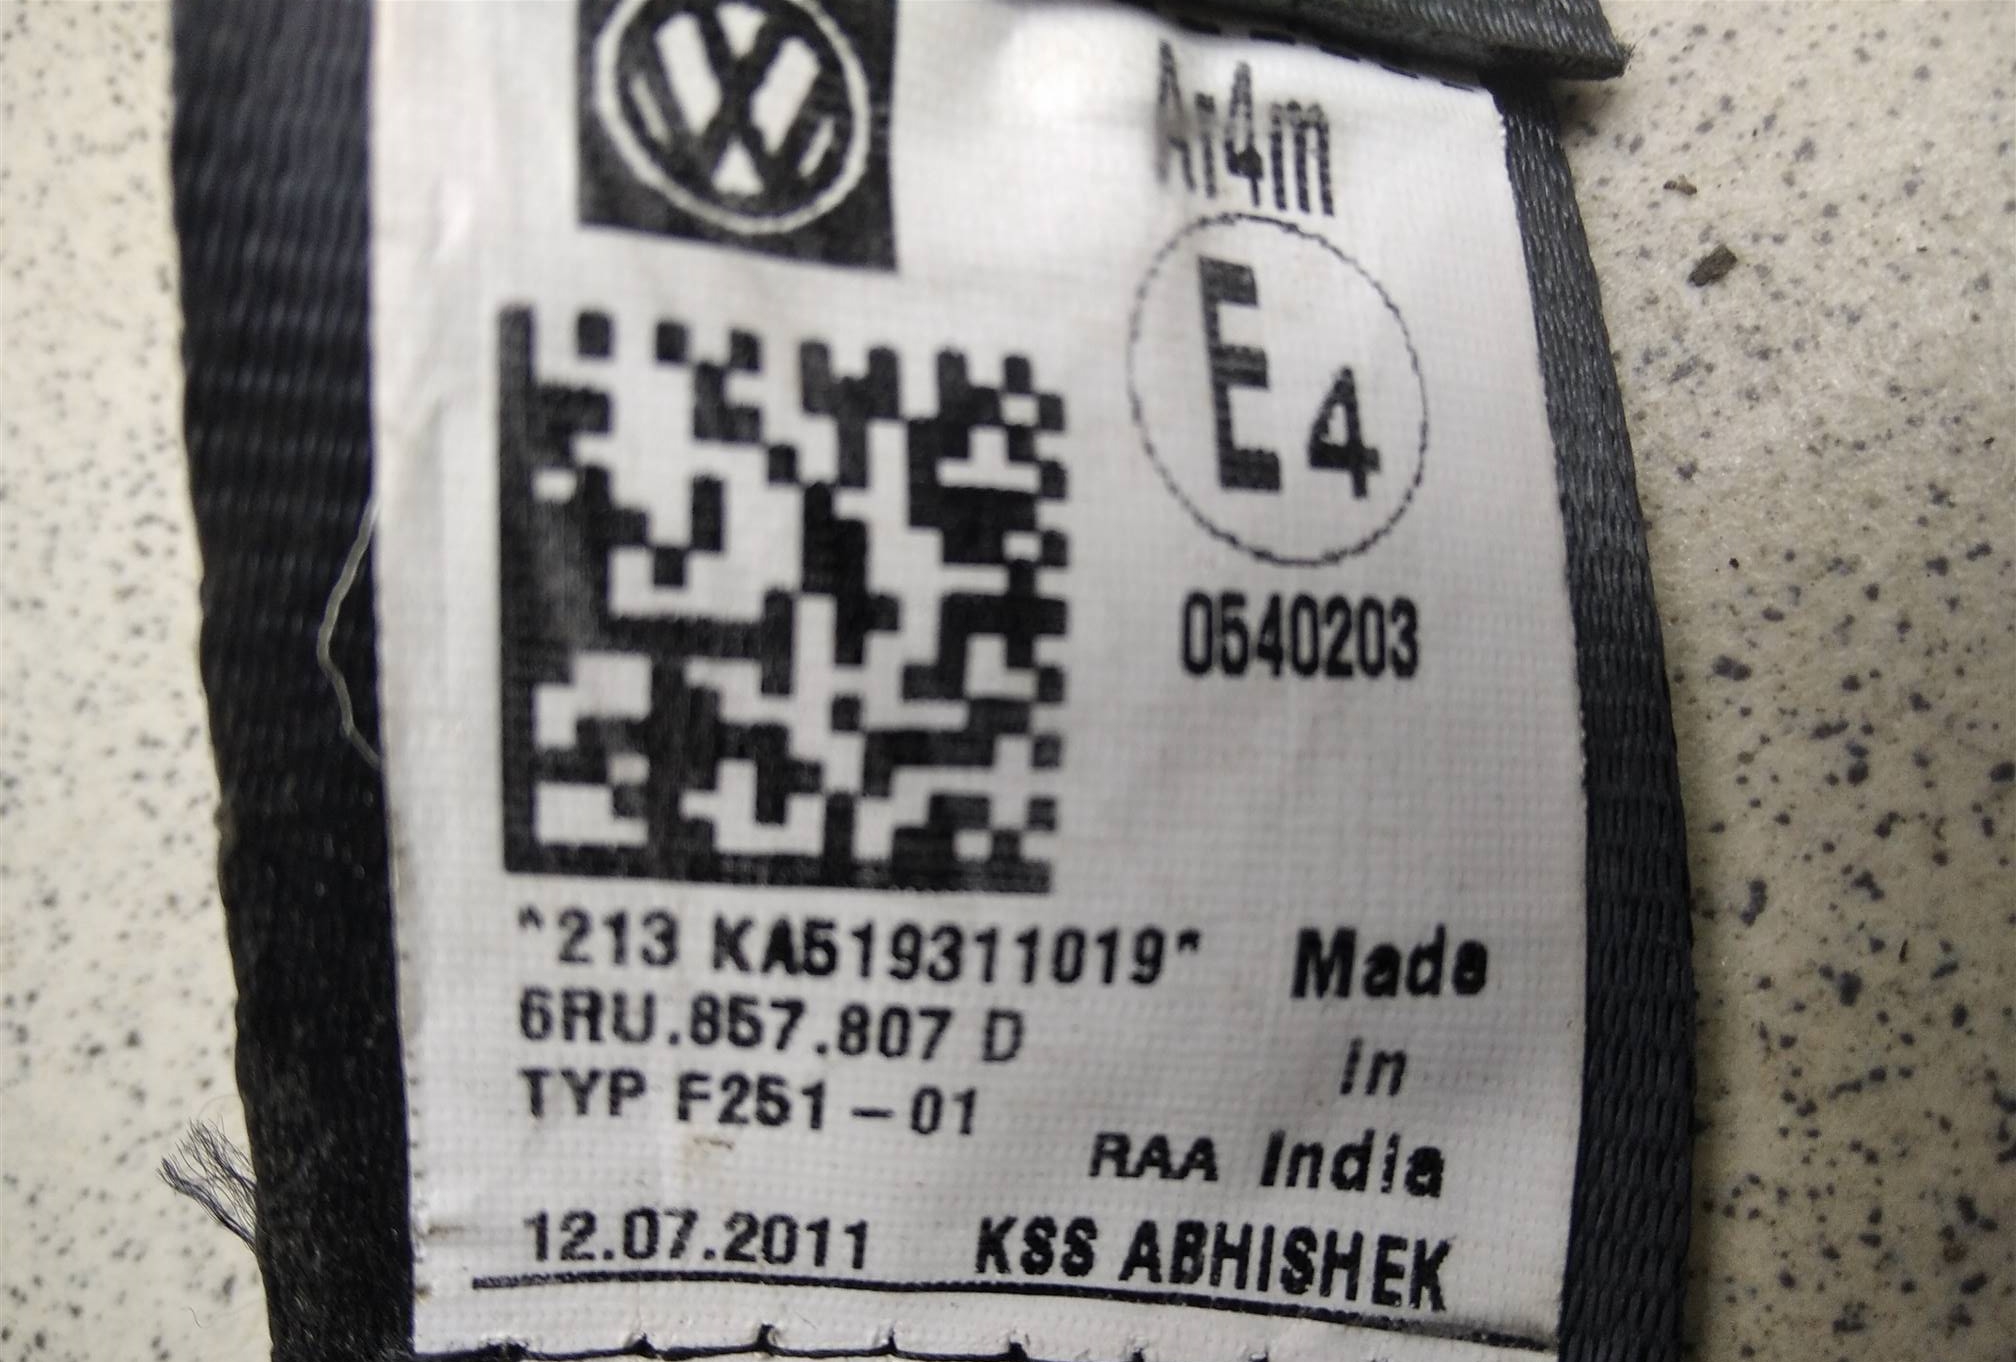 Ar4m
E4
0540203
*213 KA519311019*
Made
6RU.857.807 D
in
TYP F251-01
RAA India
12.07.2011 KSS ABHISHEK